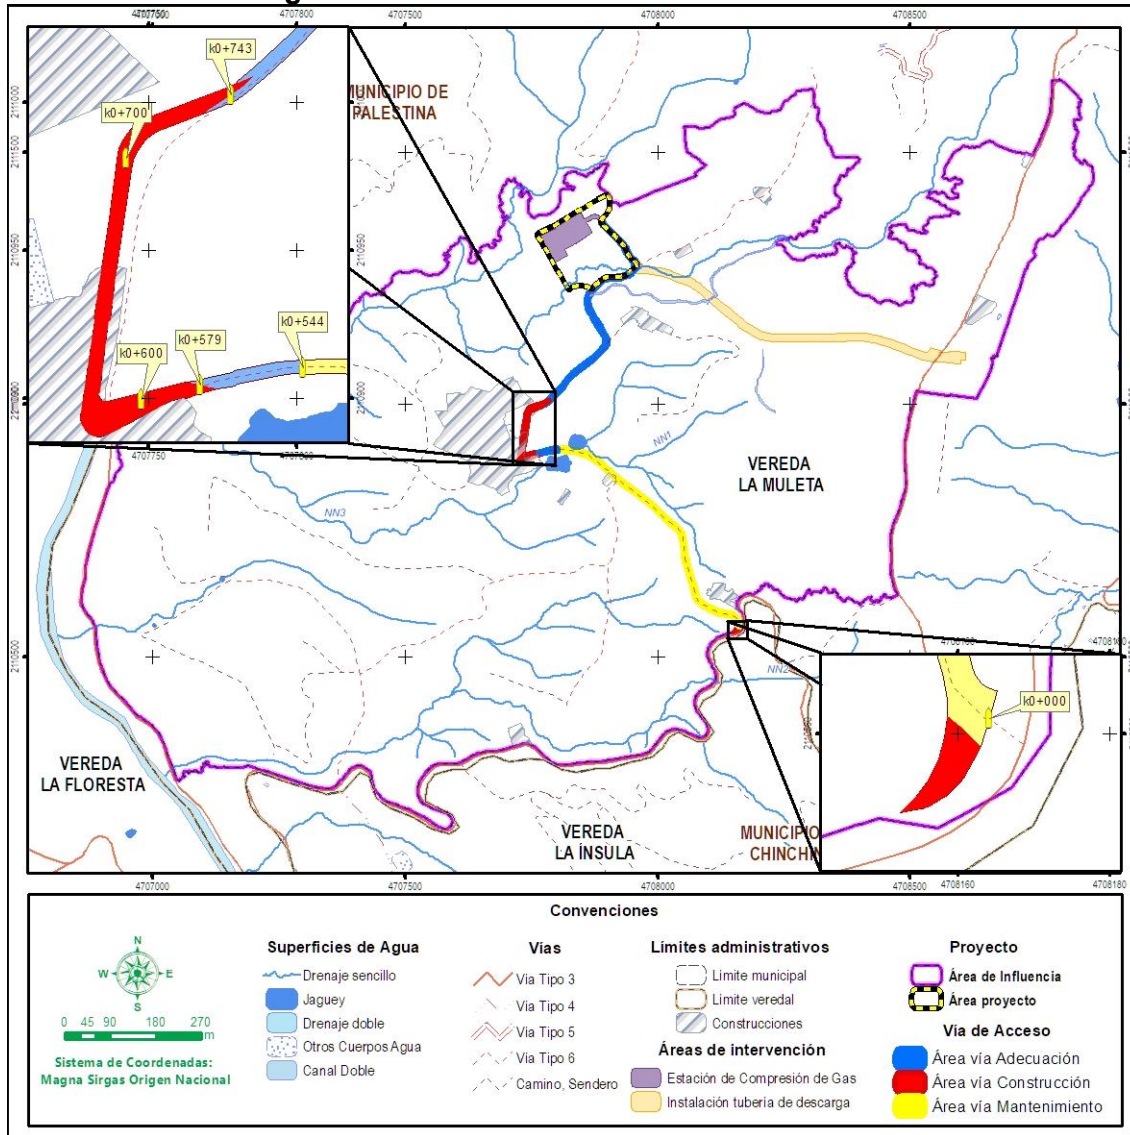 4707800
4707500
4708000
4708500
k0+743
MUNICIPIO DE
PALESTINA
2111000
k0+700
2111500
2110950
k0+544
k0+579
k0+600
4707750
NN1
VEREDA
LA MULETA
NN3
2110500
NN2
k0+000
VEREDA
LA FLORESTA
VEREDA
LA ÍNSULA
MUNICIPIO
CHINCHIN
4707000
4707500
4708000
4708500
4708160
4708180
Convenciones
N
W
E
S
0 45 90 180 270
m
Sistema de Coordenadas:
Magna Sirgas Origen Nacional
Superficies de Agua
Drenaje sencillo
Jaguey
Drenaje doble
Otros Cuerpos Agua
Canal Doble
Vías
Via Tipo 3
Via Tipo 4
Via Tipo 5
Via Tipo 6
Camino, Sendero
Límites administrativos
Limite municipal
Limite veredal
Construcciones
Áreas de intervención
Estación de Compresión de Gas
Instalación tubería de descarga
Proyecto
Área de Influencia
Área proyecto
Vía de Acceso
Área vía Adecuación
Área vía Construcción
Área vía Mantenimiento